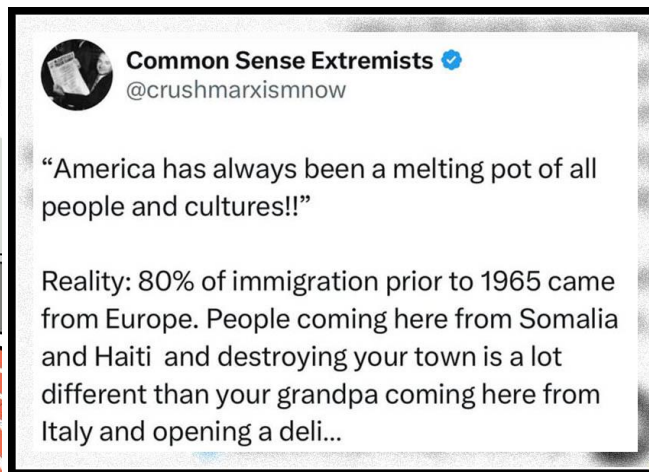 Common Sense Extremists
@crushmarxismnow
“America has always been a melting pot of all
people and cultures!!”
Reality: 80% of immigration prior to 1965 came
from Europe. People coming here from Somalia
and Haiti and destroying your town is a lot
different than your grandpa coming here from
Italy and opening a deli...